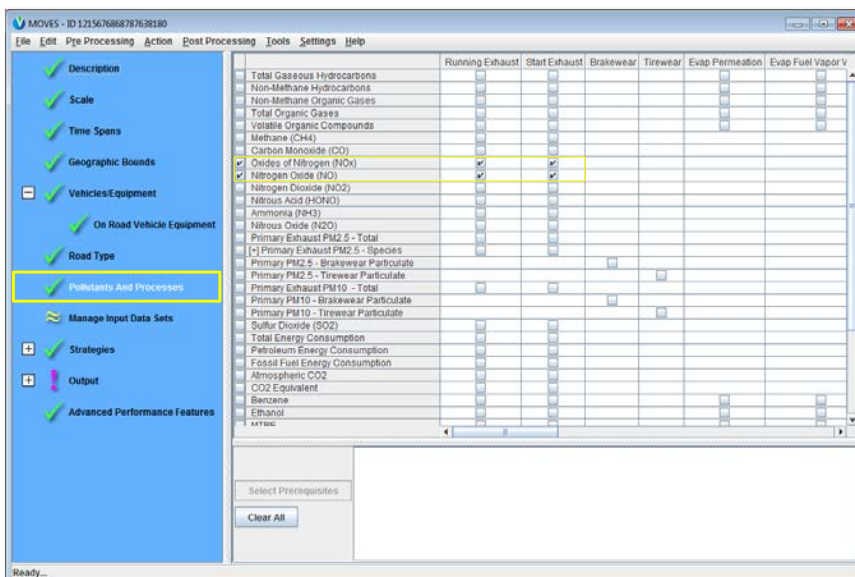 MOVES - ID 1215676868787638180
File Edit Pre Processing Action Post Processing Tools Settings Help
Description
Scale
Time Spans
Geographic Bounds
Vehicles/Equipment
On Road Vehicle Equipment
Road Type
Pollutants And Processes
Manage Input Data Sets
Strategies
Output
Advanced Performance Features
Running Exhaust Start Exhaust Brakewear Tirewear Evap Permeation Evap Fuel Vapor V
Total Gaseous Hydrocarbons
Non-Methane Hydrocarbons
Non-Methane Organic Gases
Total Organic Gases
Volatile Organic Compounds
Methane (CH4)
Carbon Monoxide (CO)
Oxides of Nitrogen (NOx)
Nitrogen Oxide (NO)
Nitrogen Dioxide (NO2)
Nitrous Acid (HONO)
Ammonia (NH3)
Nitrous Oxide (N2O)
Primary Exhaust PM2.5 - Total
[+] Primary Exhaust PM2.5 - Species
Primary PM2.5 - Brakewear Particulate
Primary PM2.5 - Tirewear Particulate
Primary Exhaust PM10 - Total
Primary PM10 - Brakewear Particulate
Primary PM10 - Tirewear Particulate
Sulfur Dioxide (SO2)
Total Energy Consumption
Petroleum Energy Consumption
Fossil Fuel Energy Consumption
Atmospheric CO2
CO2 Equivalent
Benzene
Ethanol
MTBE
Select Prerequisites
Clear All
Ready...